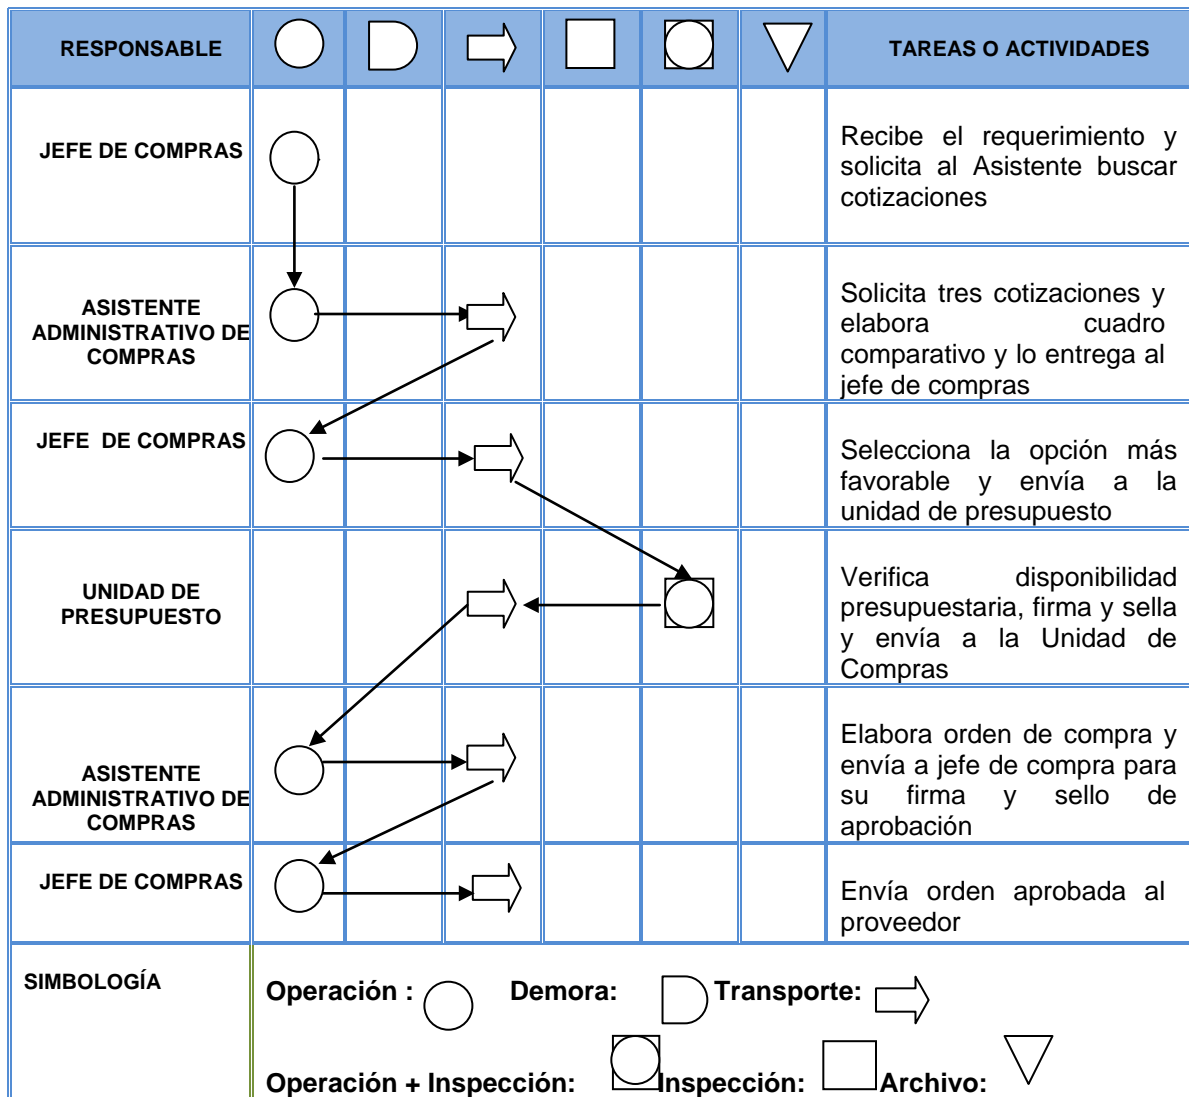 RESPONSABLE
TAREAS O ACTIVIDADES
JEFE DE COMPRAS
Recibe el requerimiento y
solicita al Asistente buscar
cotizaciones
ASISTENTE
ADMINISTRATIVO DE
COMPRAS
Solicita tres cotizaciones y
elabora cuadro
comparativo y lo entrega al
jefe de compras
JEFE DE COMPRAS
Selecciona la opción más
favorable y envía a la
unidad de presupuesto
UNIDAD DE
PRESUPUESTO
Verifica disponibilidad
presupuestaria, firma y sella
y envía a la Unidad de
Compras
ASISTENTE
ADMINISTRATIVO DE
COMPRAS
Elabora orden de compra y
envía a jefe de compra para
su firma y sello de
aprobación
JEFE DE COMPRAS
Envía orden aprobada al
proveedor
SIMBOLOGÍA
Operación : Demora: Transporte:
Operación + Inspección: Inspección: Archivo: